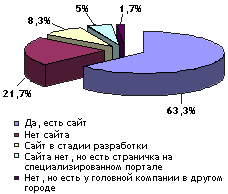 5%
1,7%
8,3%
21,7%
63,3%
Да, есть сайт
Нет сайта
Сайт в стадии разработки
Сайта нет, но есть страничка на
специализированном портале
Нет, но есть у головной компании в другом
городе